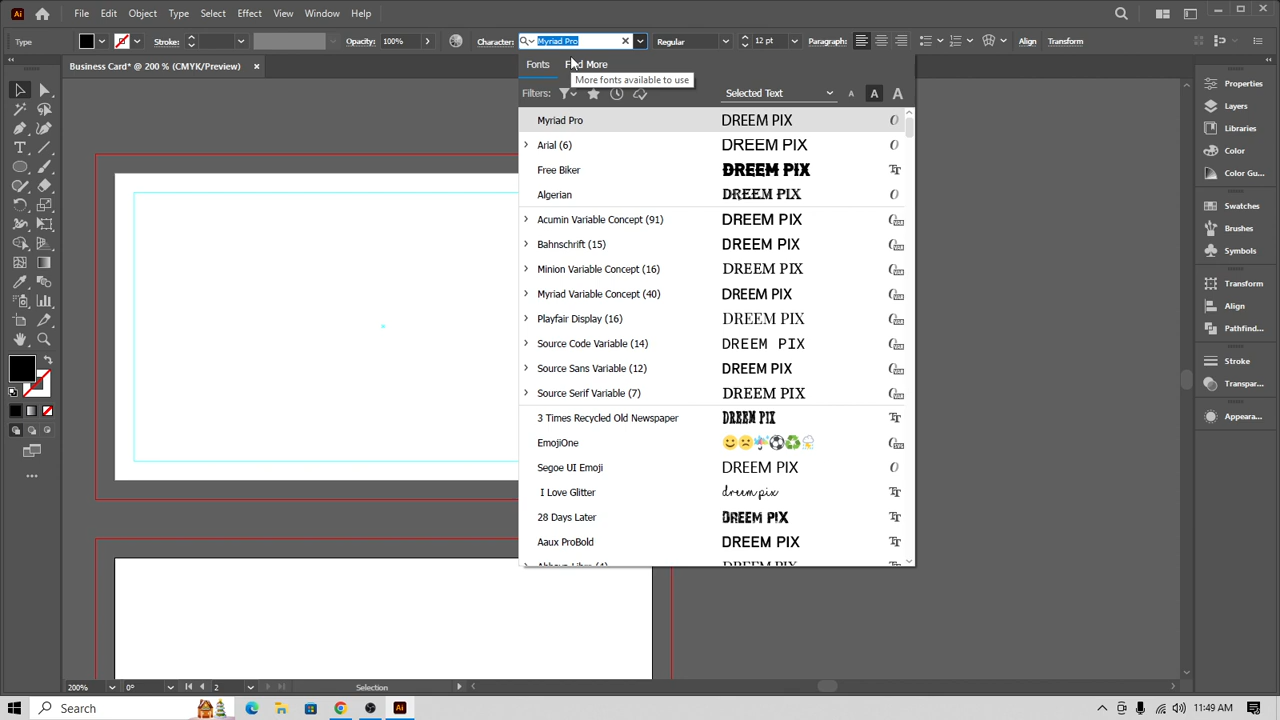 File Edit Object Type Select Effect View Window Help
Type Stroke: Opacity: 100% Character: Myriad Pro Regular 12 pt Paragraph: Align Transform
Business Card* @ 200 % (CMYK/Preview)
Fonts Find More
More fonts available to use
Filters: Selected Text A A A
Myriad Pro DREEM PIX
Arial (6) DREEM PIX
Free Biker DREEM PIX
Algerian DREEM PIX
Acumin Variable Concept (91) DREEM PIX
Bahnschrift (15) DREEM PIX
Minion Variable Concept (16) DREEM PIX
Myriad Variable Concept (40) DREEM PIX
Playfair Display (16) DREEM PIX
Source Code Variable (14) DREEM PIX
Source Sans Variable (12) DREEM PIX
Source Serif Variable (7) DREEM PIX
3 Times Recycled Old Newspaper DREEM PIX
EmojiOne
Segoe UI Emoji DREEM PIX
I Love Glitter dreem pix
28 Days Later DREEM PIX
Aaux ProBold DREEM PIX
Properties
Layers
Libraries
Color
Color Gu...
Swatches
Brushes
Symbols
Transform
Align
Pathfind...
Stroke
Transpar...
Appeara...
200% 0° 2 Selection
Search
11:49 AM